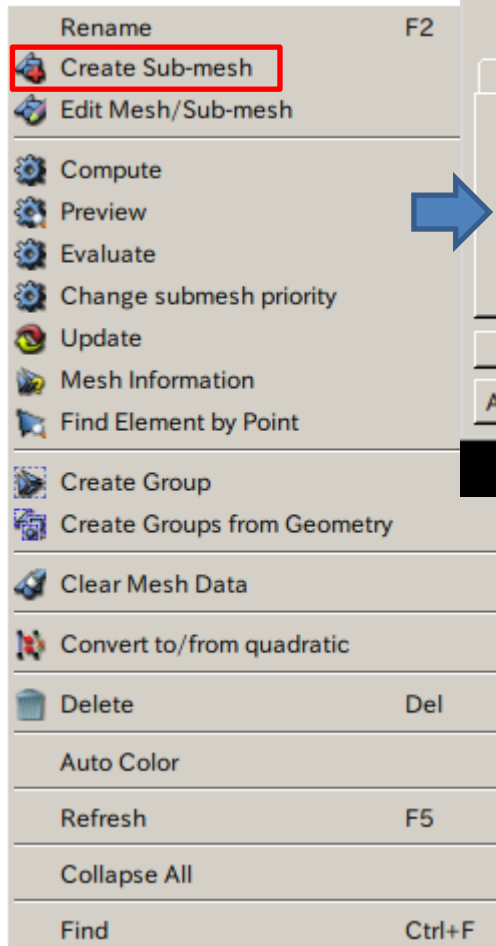 Rename F2
Create Sub-mesh
Edit Mesh/Sub-mesh
Compute
Preview
Evaluate
Change submesh priority
Update
Mesh Information
Find Element by Point
A
Create Group
Create Groups from Geometry
Clear Mesh Data
Convert to/from quadratic
Delete Del
Auto Color
Refresh F5
Collapse All
Find Ctrl+F